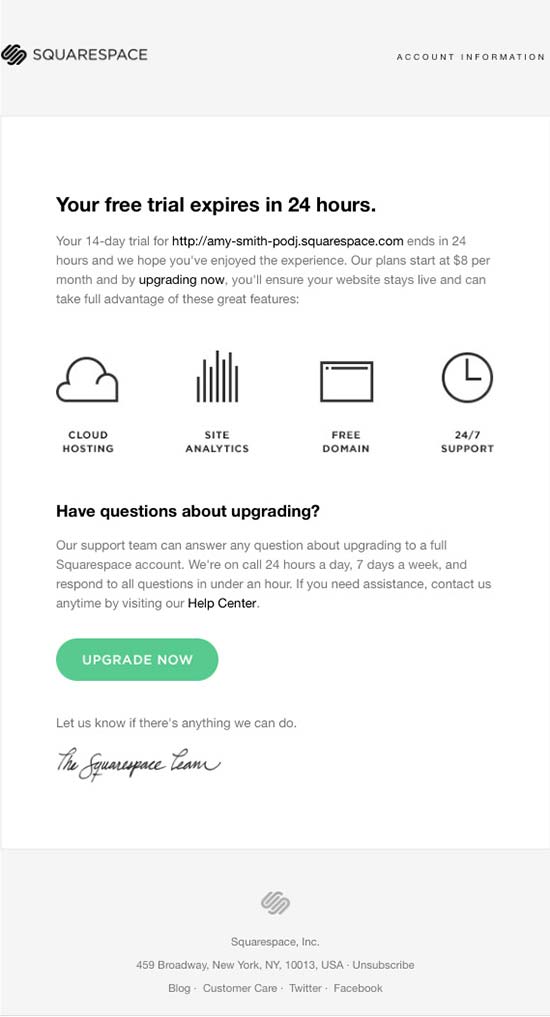 SQUARESPACE
ACCOUNT INFORMATION
Your free trial expires in 24 hours.
Your 14-day trial for http://amy-smith-podj.squarespace.com ends in 24
hours and we hope you've enjoyed the experience. Our plans start at $8 per
month and by upgrading now, you'll ensure your website stays live and can
take full advantage of these great features:
CLOUD
HOSTING
SITE
ANALYTICS
FREE
DOMAIN
24/7
SUPPORT
Have questions about upgrading?
Our support team can answer any question about upgrading to a full
Squarespace account. We're on call 24 hours a day, 7 days a week, and
respond to all questions in under an hour. If you need assistance, contact us
anytime by visiting our Help Center.
UPGRADE NOW
Let us know if there's anything we can do.
The Squarespace Team
Squarespace, Inc.
459 Broadway, New York, NY, 10013, USA · Unsubscribe
Blog · Customer Care · Twitter · Facebook